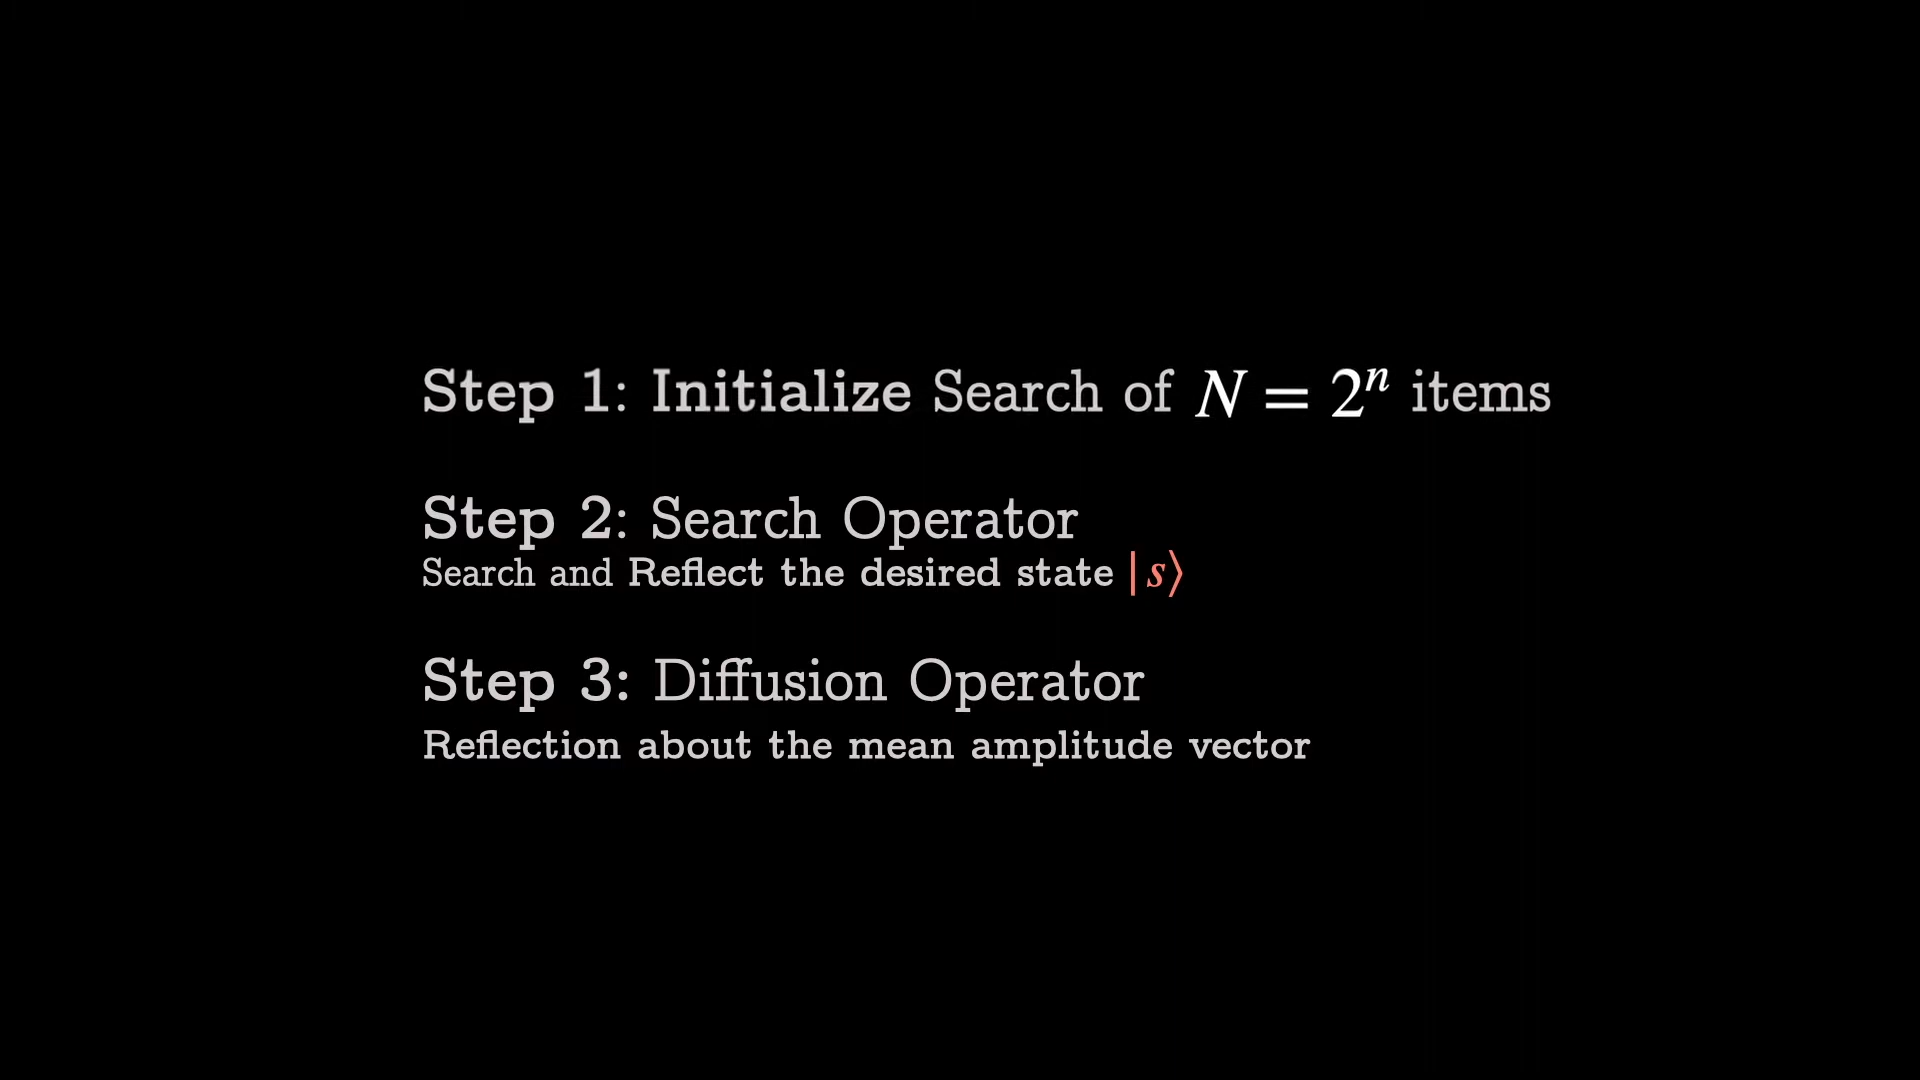 Step 1: Initialize Search of N = 2ⁿ items
Step 2: Search Operator
Search and Reflect the desired state |s⟩
Step 3: Diffusion Operator
Reflection about the mean amplitude vector